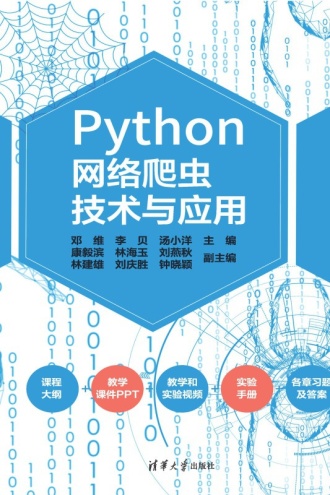 Python
网络爬虫
技术与应用
邓 维 李 贝 汤小洋 主 编
康毅滨 林海玉 刘燕秋
林建雄 刘庆胜 钟晓颖 副主编
课程
大纲
+
教学
课件PPT
+
教学和
实验视频
+
实验
手册
+
各章习题
及答案
清华大学出版社